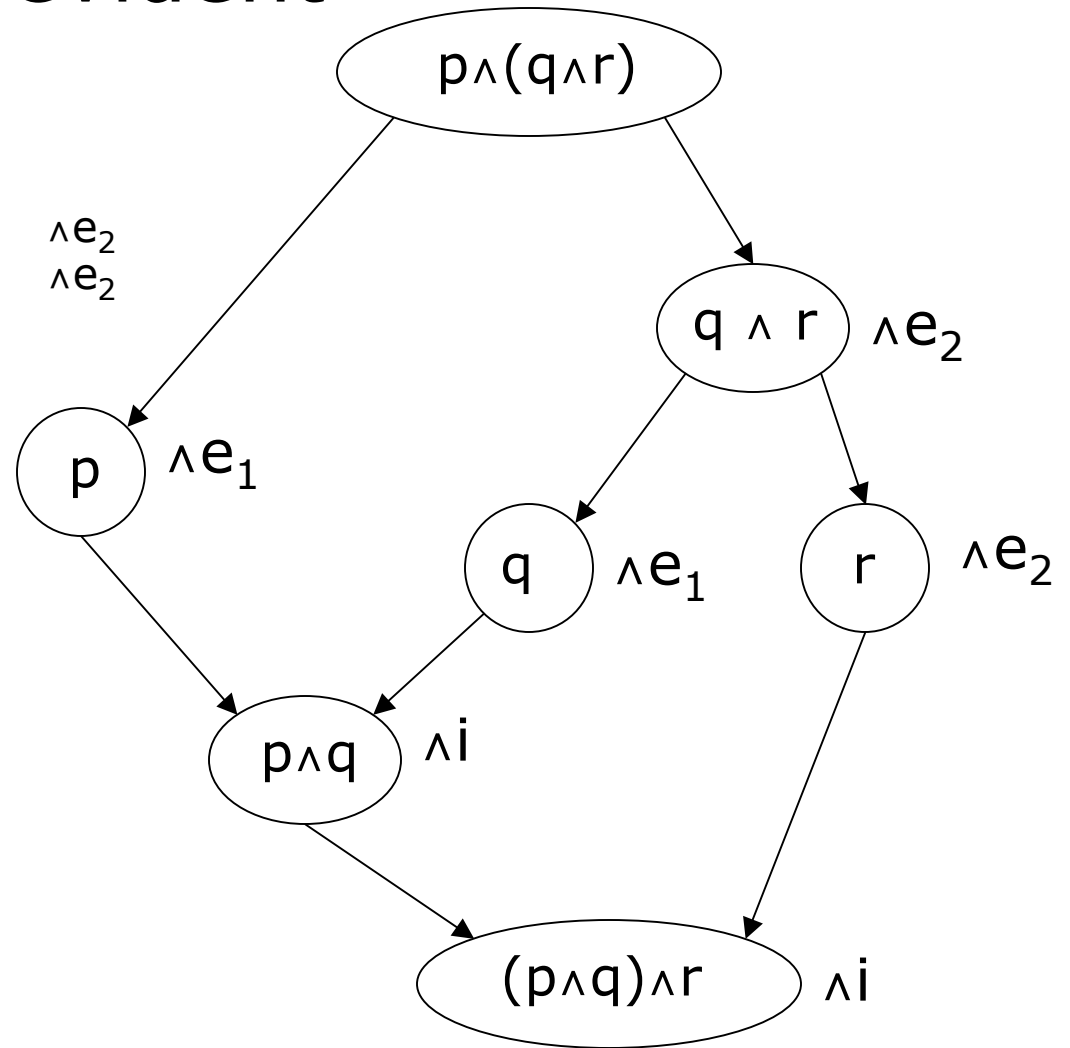 p∧(q∧r)
∧e₂
∧e₂
q ∧ r ∧e₂
p ∧e₁
q ∧e₁
r ∧e₂
p∧q ∧i
(p∧q)∧r ∧i